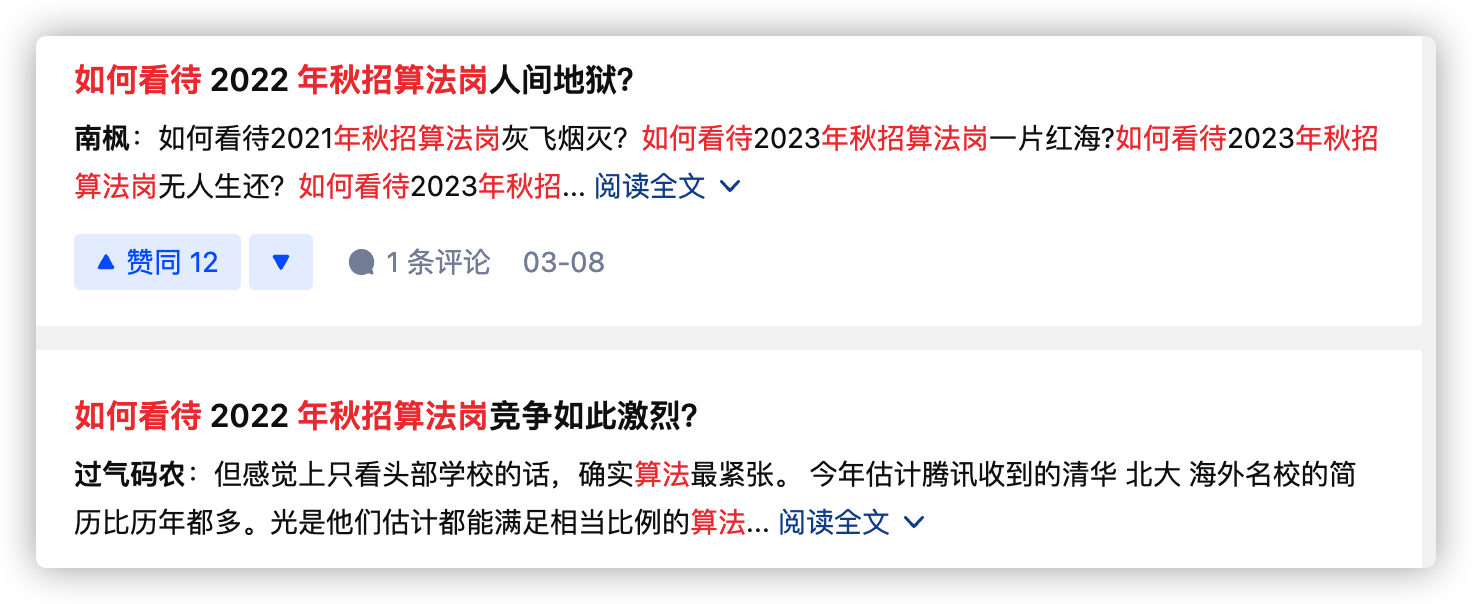 如何看待 2022 年秋招算法岗人间地狱?
南枫：如何看待2021年秋招算法岗灰飞烟灭？如何看待2023年秋招算法岗一片红海?如何看待2023年秋招
算法岗无人生还？如何看待2023年秋招... 阅读全文
赞同 12 1 条评论 03-08
如何看待 2022 年秋招算法岗竞争如此激烈?
过气码农：但感觉上只看头部学校的话，确实算法最紧张。 今年估计腾讯收到的清华 北大 海外名校的简
历比历年都多。光是他们估计都能满足相当比例的算法... 阅读全文